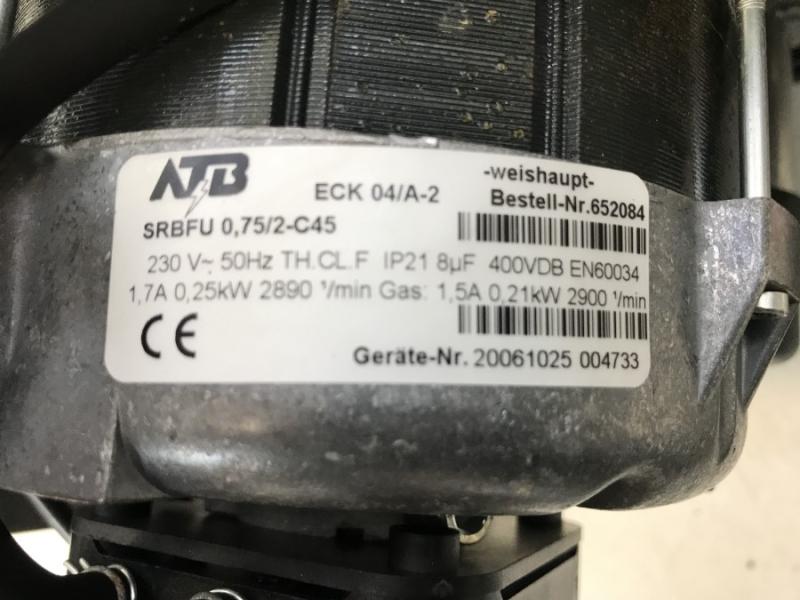 ATB
ECK 04/A-2
-weishaupt-
Bestell-Nr.652084
SRBFU 0,75/2-C45
230 V~ 50Hz TH.CL.F IP21 8µF 400VDB EN60034
1,7A 0,25kW 2890 ¹/min Gas: 1,5A 0,21kW 2900 ¹/min
CE
Geräte-Nr. 20061025 004733